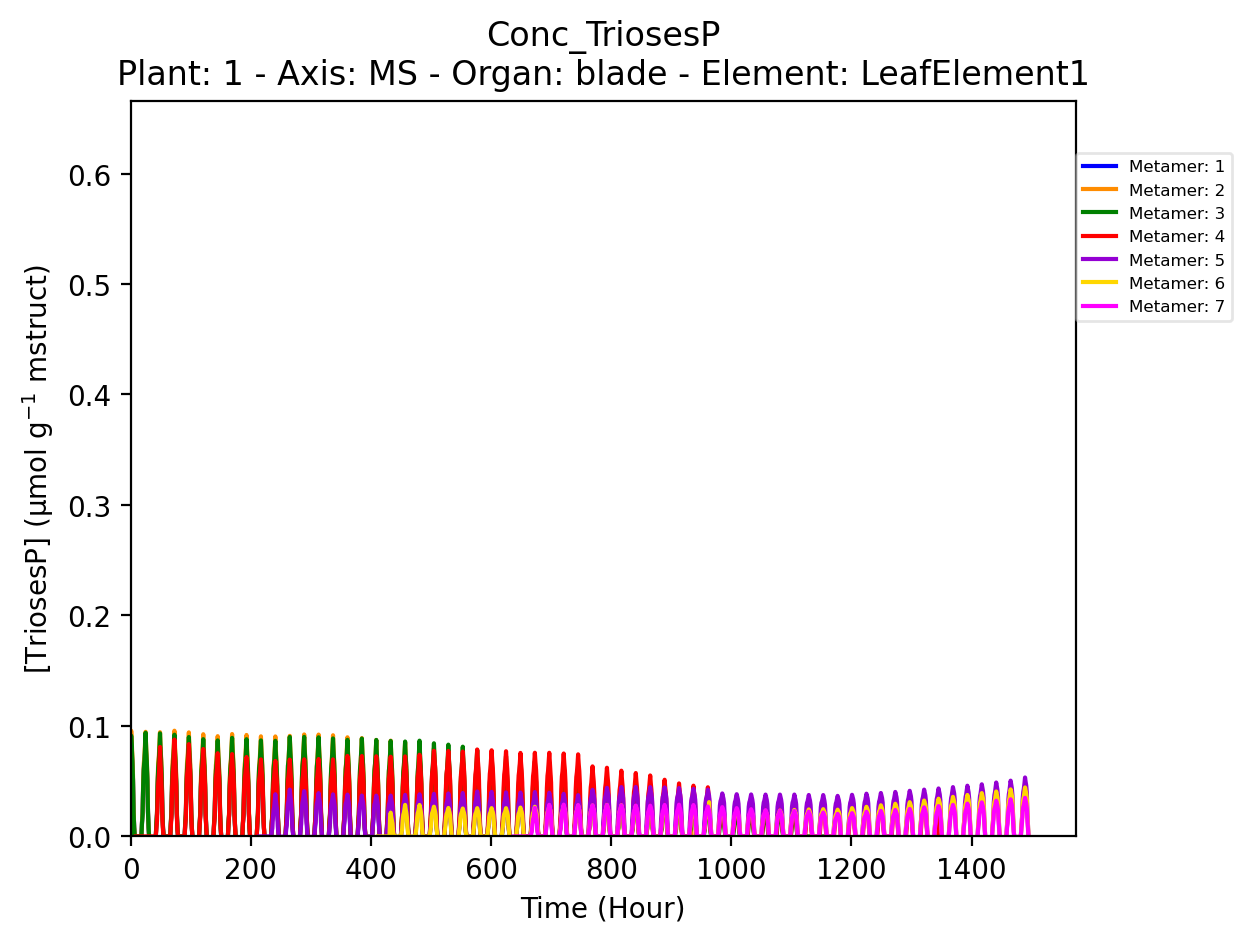 Conc_TriosesP
Plant: 1 - Axis: MS - Organ: blade - Element: LeafElement1
0.6
0.5
0.4
0.3
0.2
0.1
0.0
[TriosesP] (µmol g⁻¹ mstruct)
Metamer: 1
Metamer: 2
Metamer: 3
Metamer: 4
Metamer: 5
Metamer: 6
Metamer: 7
0 200 400 600 800 1000 1200 1400
Time (Hour)